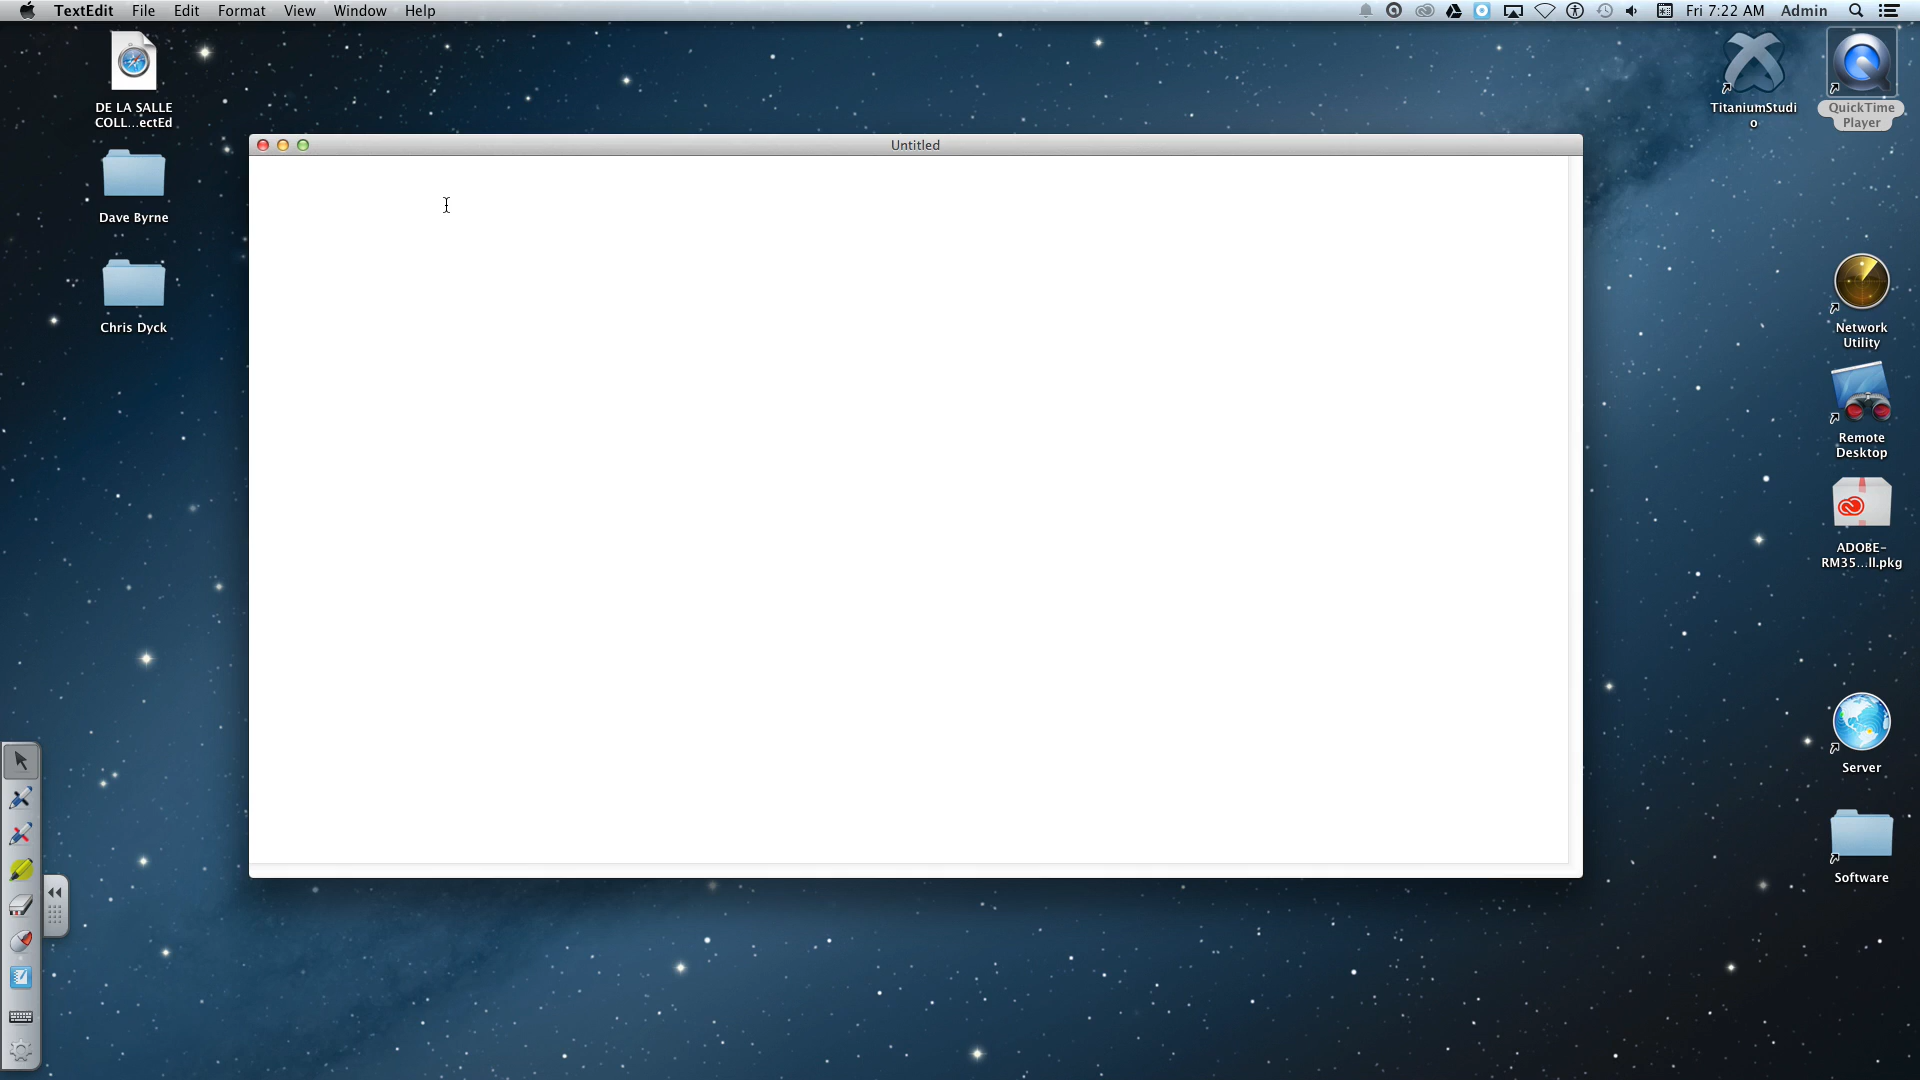 TextEdit File Edit Format View Window Help Fri 7:22 AM Admin
DE LA SALLE
COLL...ectEd
Dave Byrne
Chris Dyck
Untitled
TitaniumStudi
o
QuickTime
Player
Network
Utility
Remote
Desktop
ADOBE-
RM35...ll.pkg
Server
Software